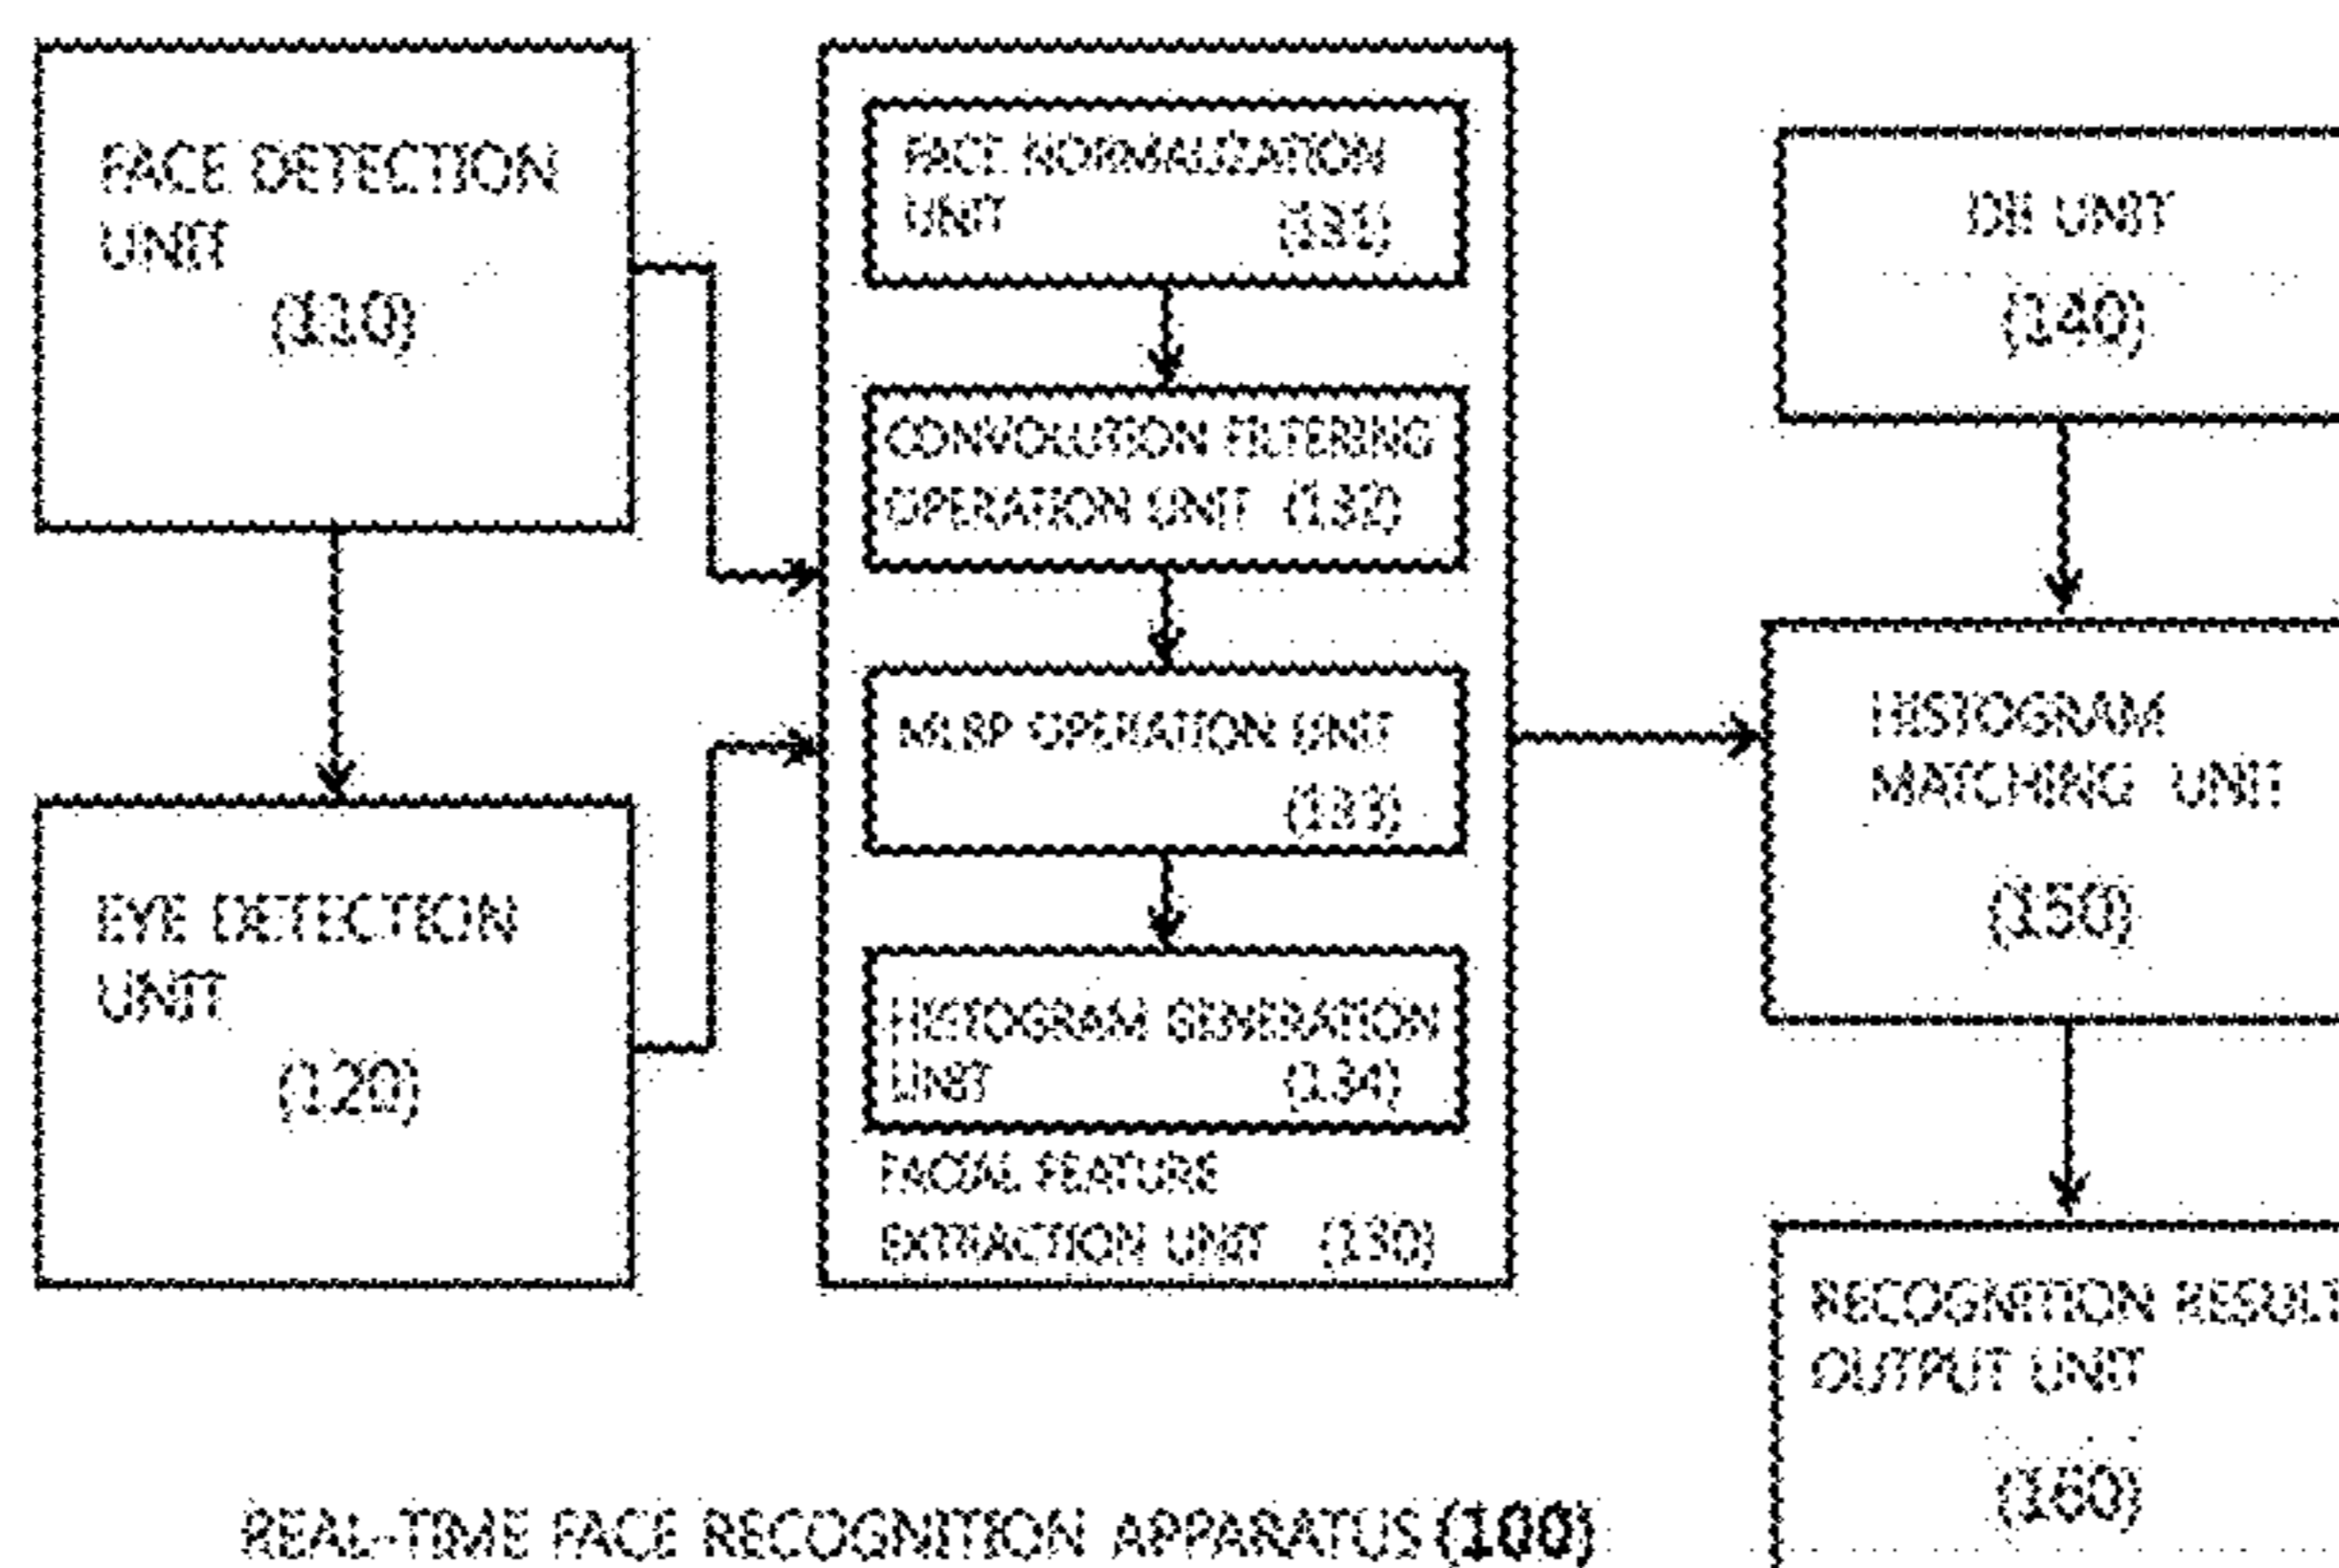 FACE DETECTION
UNIT
(110)
EYE DETECTION
UNIT
(120)
FACE NORMALIZATION
UNIT (131)
CONVOLUTION FILTERING
OPERATION UNIT (132)
MLBP OPERATION UNIT
(133)
HISTOGRAM GENERATION
UNIT (134)
FACIAL FEATURE
EXTRACTION UNIT (130)
DB UNIT
(140)
HISTOGRAM
MATCHING UNIT
(150)
RECOGNITION RESULT
OUTPUT UNIT
(160)
REAL-TIME FACE RECOGNITION APPARATUS (100)